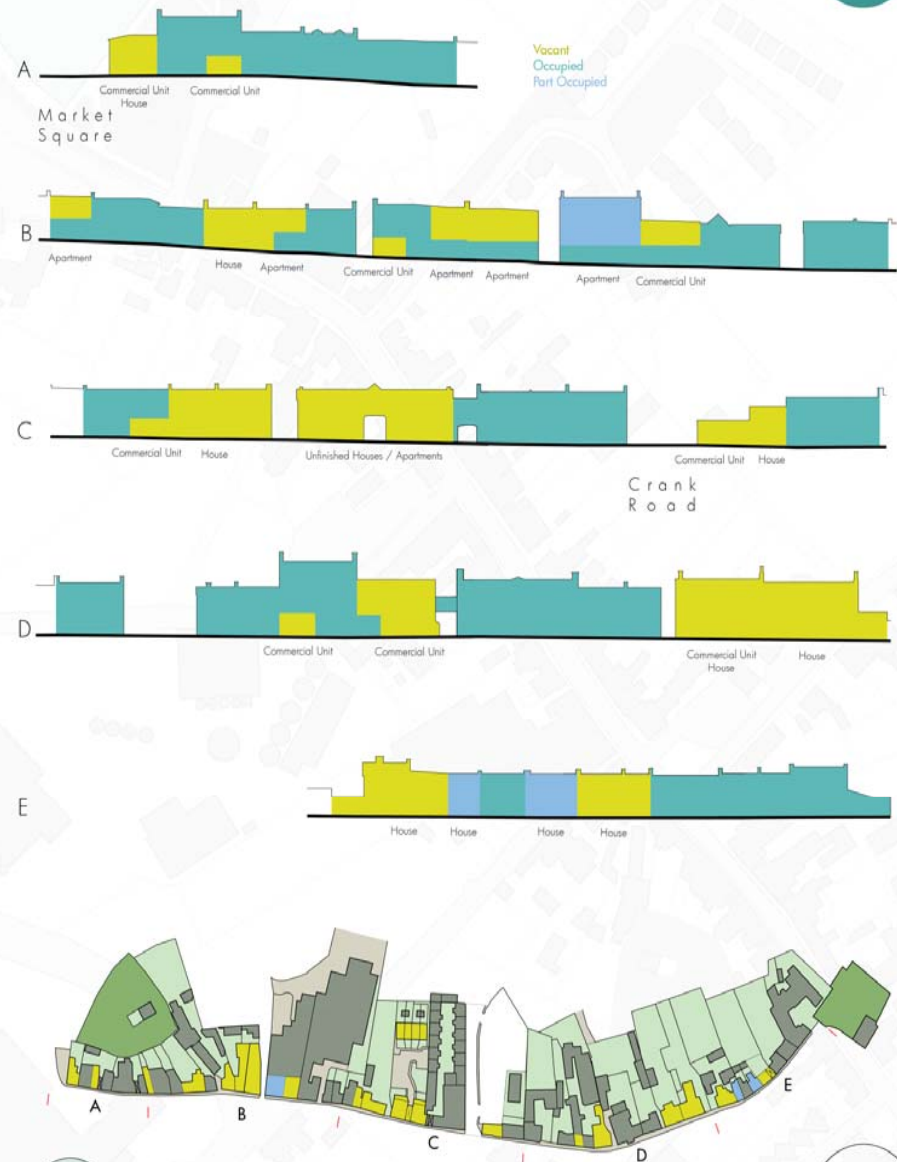 Vacant
Occupied
Part Occupied
A
Commercial Unit
House
Commercial Unit
Market
Square
B
Apartment
House
Apartment
Commercial Unit
Apartment
Apartment
Apartment
Commercial Unit
C
Commercial Unit
House
Unfinished Houses / Apartments
Commercial Unit
House
Crank
Road
D
Commercial Unit
Commercial Unit
Commercial Unit
House
House
E
House
House
House
House
A
B
C
D
E